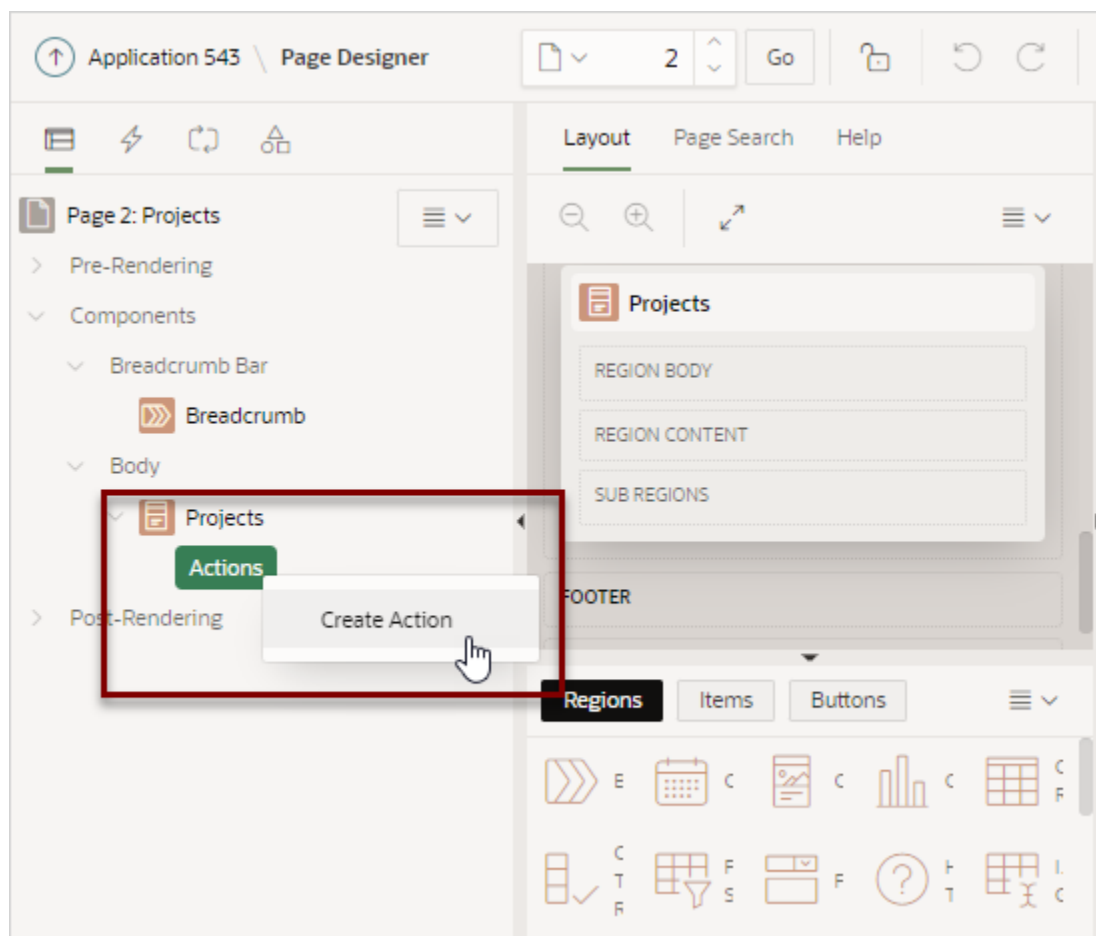 Application 543 \ Page Designer
2
Go
Layout Page Search Help
Page 2: Projects
Pre-Rendering
Components
Breadcrumb Bar
Breadcrumb
Body
Projects
Actions
Create Action
Post-Rendering
Projects
REGION BODY
REGION CONTENT
SUB REGIONS
FOOTER
Regions Items Buttons